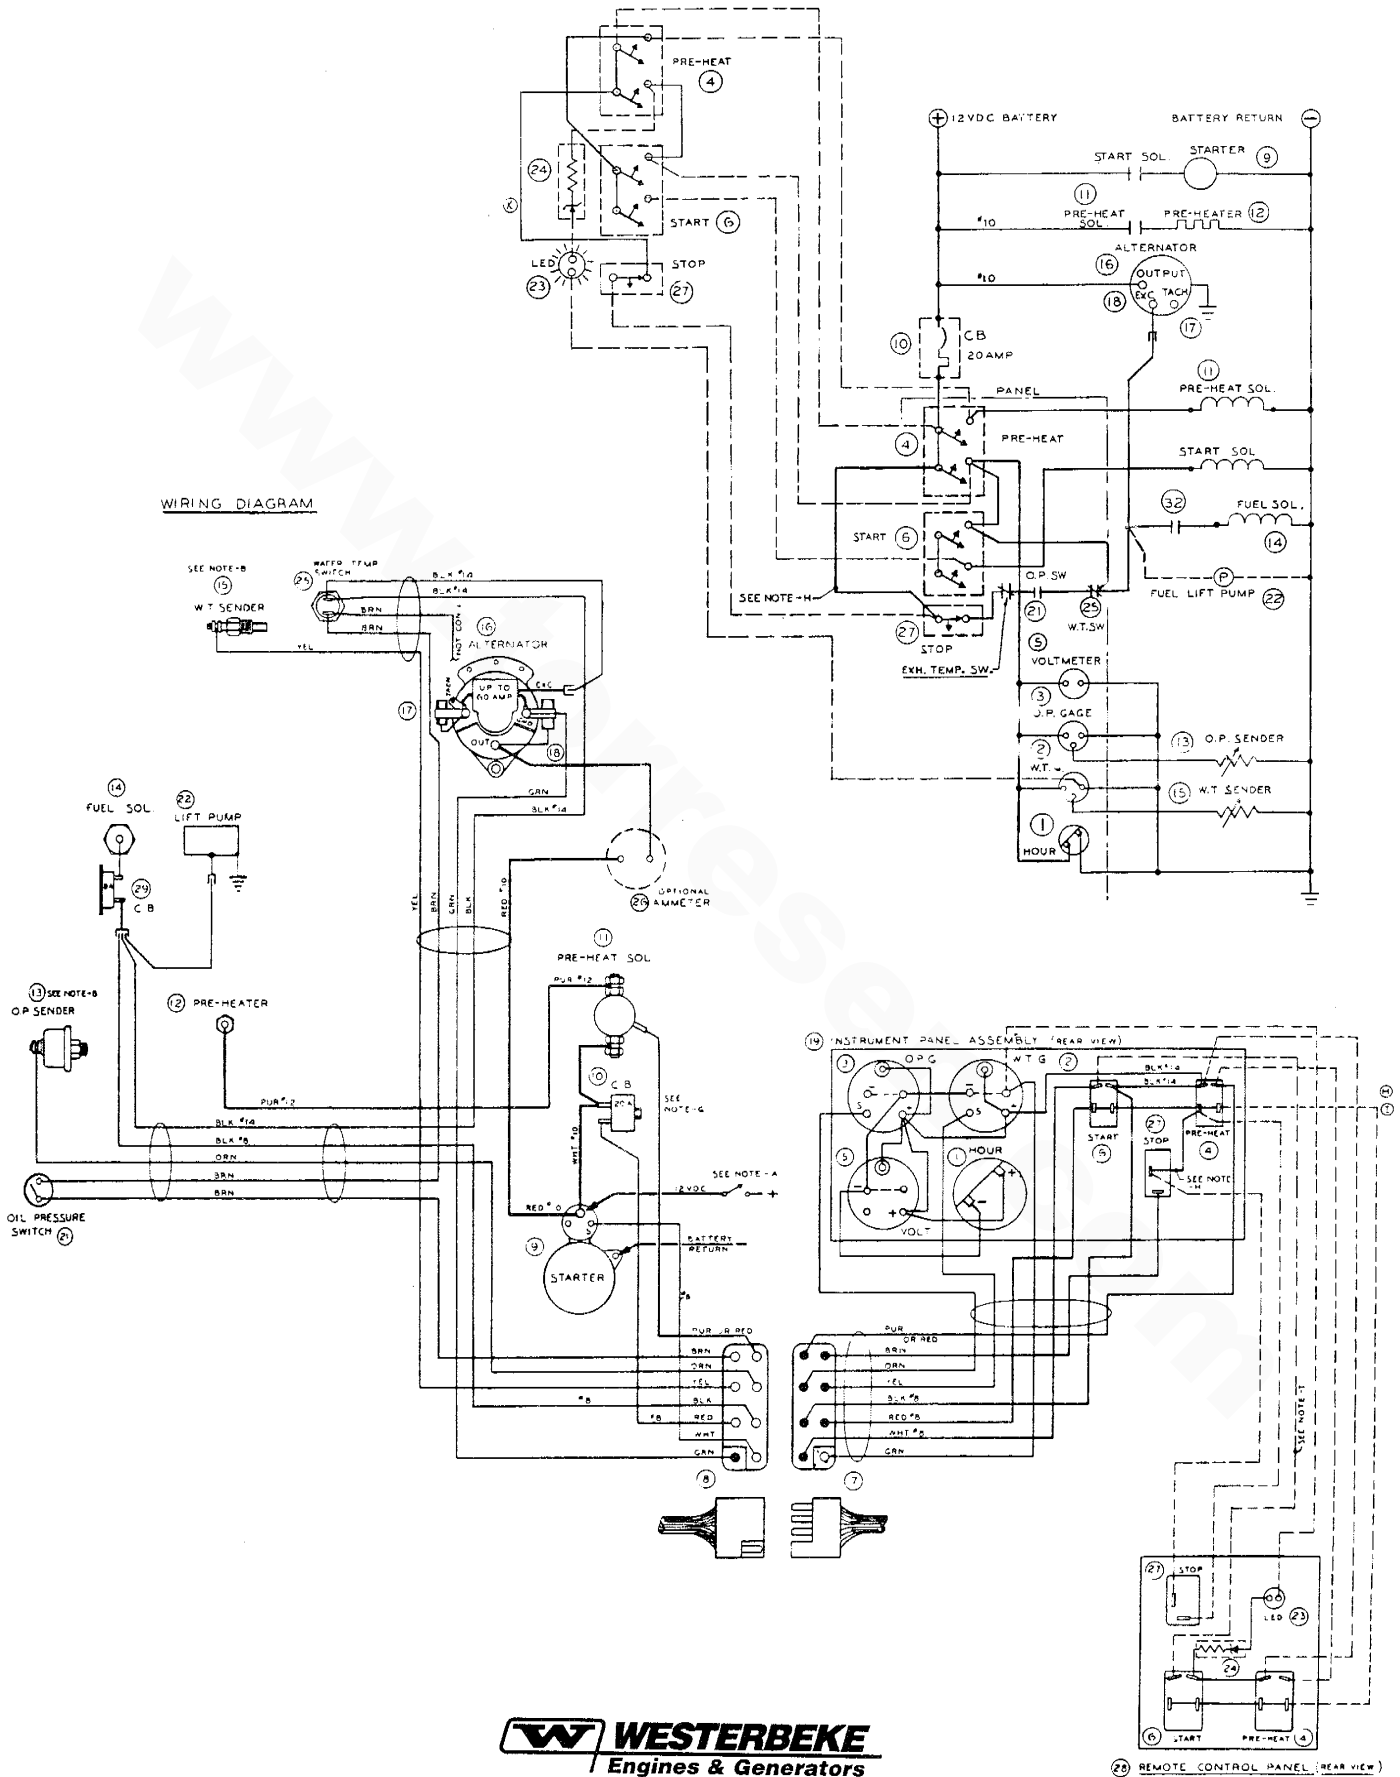 PRE-HEAT
4
24
START 6
K
LED
23
STOP
27
+ 12VDC BATTERY
BATTERY RETURN −
START SOL.
STARTER 9
11
PRE-HEAT SOL.
PRE-HEATER 12
#10
ALTERNATOR
16
OUTPUT
EXC
TACH
#10
18
17
10
CB
20 AMP
PANEL
11
PRE-HEAT SOL.
4
PRE-HEAT
START SOL
32
FUEL SOL.
14
START 6
SEE NOTE-H
O.P. SW
21
25
W.T.SW
P
FUEL LIFT PUMP 22
27
STOP
EXH. TEMP. SW.
5
VOLTMETER
3
O.P. GAGE
2
W.T.
13 O.P. SENDER
15 W.T SENDER
1
HOUR
WIRING DIAGRAM
SEE NOTE-B
15
W.T SENDER
25
WATER TEMP SWITCH
BLK #14
BLK #14
BRN
BRN
YEL
16
ALTERNATOR
UP TO
60 AMP
EXC
17
OUT
18
GRN
BLK #14
14
FUEL SOL.
22
LIFT PUMP
29
C B
YEL
BRN
GRN
BLK
RED #10
OPTIONAL
26 AMMETER
11
PRE-HEAT SOL
PUR #12
13 SEE NOTE-B
O.P SENDER
12 PRE-HEATER
PUR #12
10
C B
20 A
SEE
NOTE-G
BLK #14
BLK #8
ORN
BRN
BRN
WHT #10
SEE NOTE-A
12VDC
+
RED #10
OIL PRESSURE
SWITCH 21
9
BATTERY
RETURN
STARTER
#8
PUR OR RED
BRN
ORN
YEL
#8
BLK
#8
RED
WHT
GRN
8
19 INSTRUMENT PANEL ASSEMBLY (REAR VIEW)
3
O.P.G
W.T.G
2
S
S
BLK #14
BLK #14
START
6
27
STOP
PRE-HEAT
4
SEE NOTE
-H
H
I
5
1
HOUR
+
−
+
VOLT
PUR
OR RED
BRN
ORN
YEL
BLK #8
RED #8
WHT #8
GRN
7
SEE NOTE-I
27
STOP
LED
23
24
6
START
PRE-HEAT 4
28 REMOTE CONTROL PANEL (REAR VIEW)
WESTERBEKE
Engines & Generators